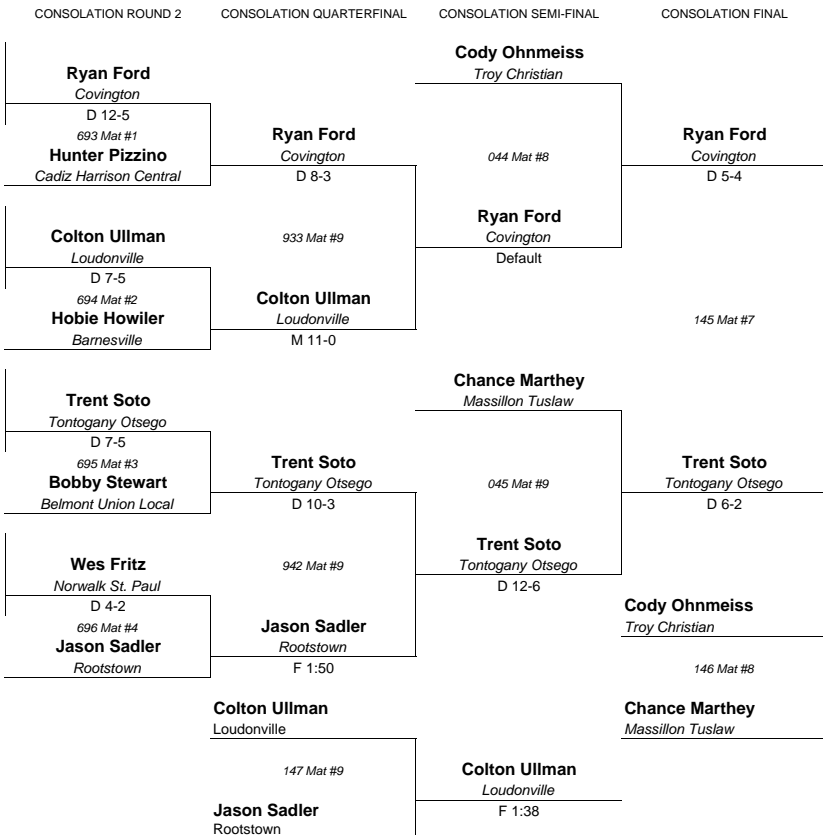 CONSOLATION ROUND 2
CONSOLATION QUARTERFINAL
CONSOLATION SEMI-FINAL
CONSOLATION FINAL
Ryan Ford
Covington
D 12-5
693 Mat #1
Hunter Pizzino
Cadiz Harrison Central
Colton Ullman
Loudonville
D 7-5
694 Mat #2
Hobie Howiler
Barnesville
Trent Soto
Tontogany Otsego
D 7-5
695 Mat #3
Bobby Stewart
Belmont Union Local
Wes Fritz
Norwalk St. Paul
D 4-2
696 Mat #4
Jason Sadler
Rootstown
Ryan Ford
Covington
D 8-3
933 Mat #9
Colton Ullman
Loudonville
M 11-0
Trent Soto
Tontogany Otsego
D 10-3
942 Mat #9
Jason Sadler
Rootstown
F 1:50
Cody Ohnmeiss
Troy Christian
044 Mat #8
Ryan Ford
Covington
Default
Chance Marthey
Massillon Tuslaw
045 Mat #9
Trent Soto
Tontogany Otsego
D 12-6
Ryan Ford
Covington
D 5-4
145 Mat #7
Trent Soto
Tontogany Otsego
D 6-2
Cody Ohnmeiss
Troy Christian
146 Mat #8
Chance Marthey
Massillon Tuslaw
Colton Ullman
Loudonville
147 Mat #9
Jason Sadler
Rootstown
Colton Ullman
Loudonville
F 1:38